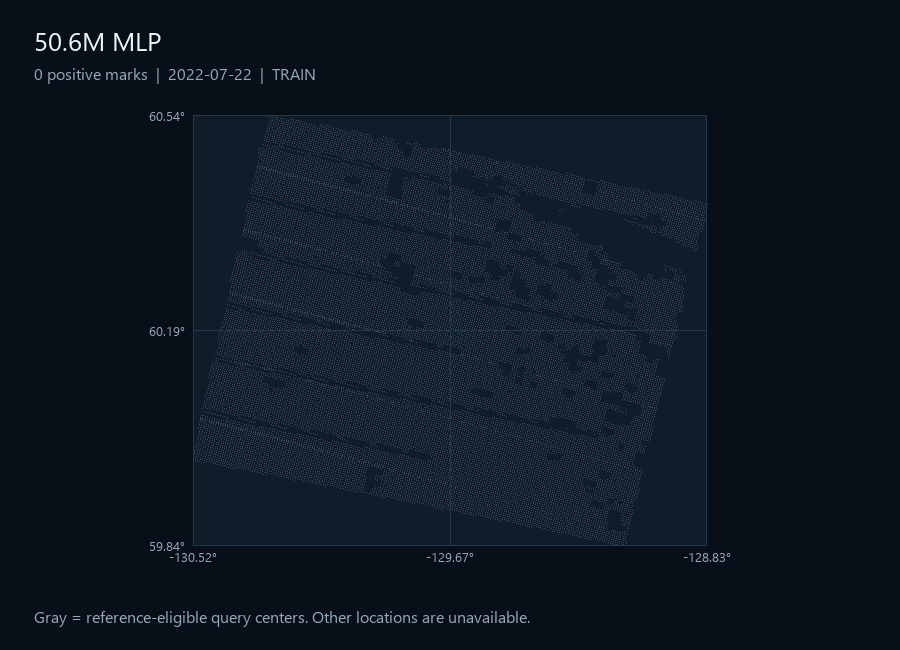 50.6M MLP
0 positive marks | 2022-07-22 | TRAIN
60.54°
60.19°
59.84°
-130.52°
-129.67°
-128.83°
Gray = reference-eligible query centers. Other locations are unavailable.